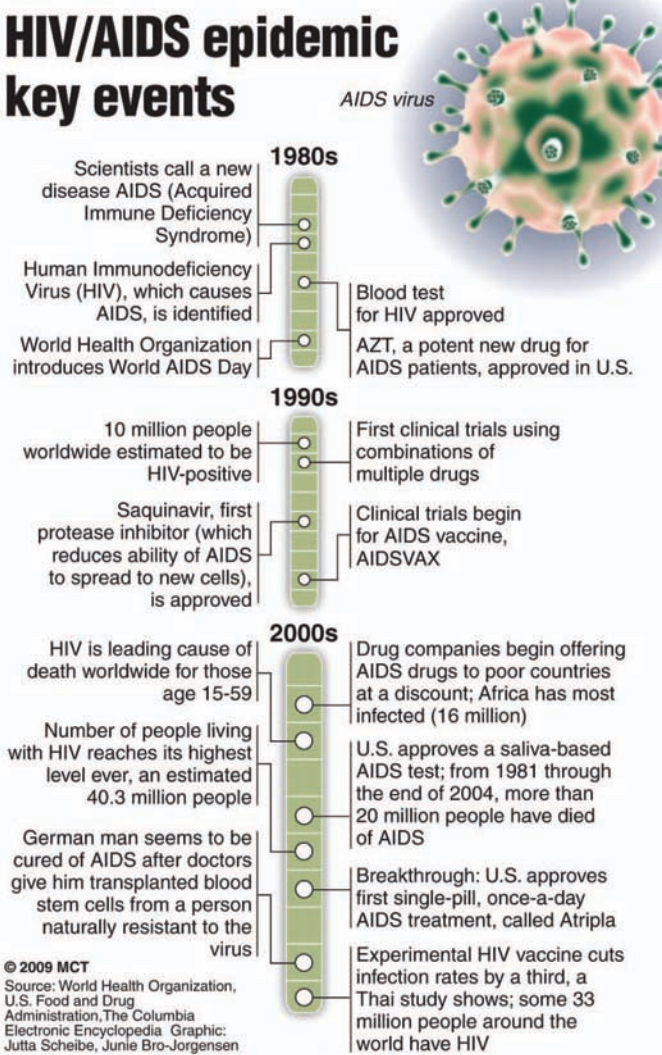 HIV/AIDS epidemic
key events
AIDS virus
1980s
Scientists call a new
disease AIDS (Acquired
Immune Deficiency
Syndrome)
Human Immunodeficiency
Virus (HIV), which causes
AIDS, is identified
Blood test
for HIV approved
World Health Organization
introduces World AIDS Day
AZT, a potent new drug for
AIDS patients, approved in U.S.
1990s
10 million people
worldwide estimated to be
HIV-positive
First clinical trials using
combinations of
multiple drugs
Saquinavir, first
protease inhibitor (which
reduces ability of AIDS
to spread to new cells),
is approved
Clinical trials begin
for AIDS vaccine,
AIDSVAX
2000s
HIV is leading cause of
death worldwide for those
age 15-59
Drug companies begin offering
AIDS drugs to poor countries
at a discount; Africa has most
infected (16 million)
Number of people living
with HIV reaches its highest
level ever, an estimated
40.3 million people
U.S. approves a saliva-based
AIDS test; from 1981 through
the end of 2004, more than
20 million people have died
of AIDS
German man seems to be
cured of AIDS after doctors
give him transplanted blood
stem cells from a person
naturally resistant to the
virus
Breakthrough: U.S. approves
first single-pill, once-a-day
AIDS treatment, called Atripla
Experimental HIV vaccine cuts
infection rates by a third, a
Thai study shows; some 33
million people around the
world have HIV
© 2009 MCT
Source: World Health Organization,
U.S. Food and Drug
Administration,The Columbia
Electronic Encyclopedia Graphic:
Jutta Scheibe, Junie Bro-Jorgensen